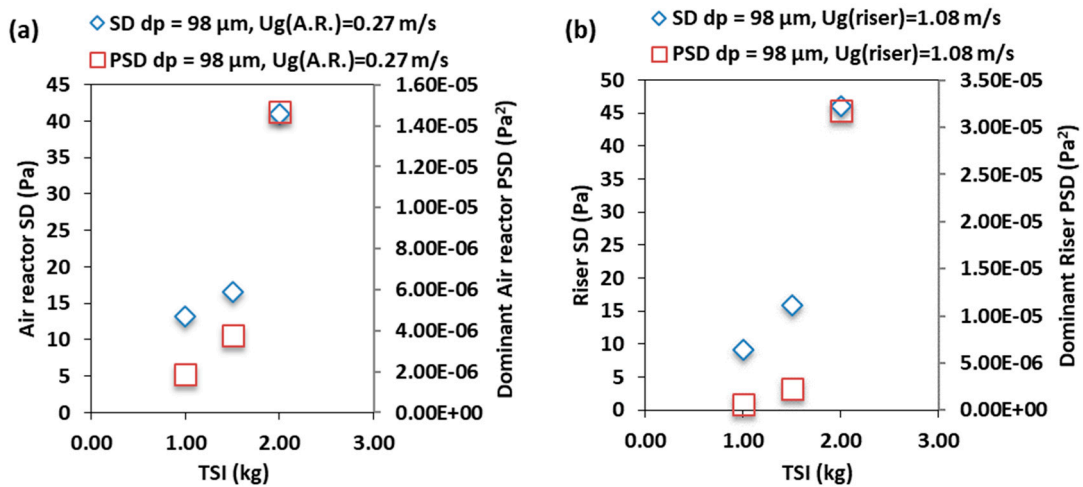 (a)
SD dp = 98 µm, Ug(A.R.)=0.27 m/s
PSD dp = 98 µm, Ug(A.R.)=0.27 m/s
Air reactor SD (Pa)
45
40
35
30
25
20
15
10
5
0
1.60E-05
1.40E-05
1.20E-05
1.00E-05
8.00E-06
6.00E-06
4.00E-06
2.00E-06
0.00E+00
Dominant Air reactor PSD (Pa²)
0.00 1.00 2.00 3.00
TSI (kg)
(b)
SD dp = 98 µm, Ug(riser)=1.08 m/s
PSD dp = 98 µm, Ug(riser)=1.08 m/s
Riser SD (Pa)
50
45
40
35
30
25
20
15
10
5
0
3.50E-05
3.00E-05
2.50E-05
2.00E-05
1.50E-05
1.00E-05
5.00E-06
0.00E+00
Dominant Riser PSD (Pa²)
0.00 1.00 2.00 3.00
TSI (kg)